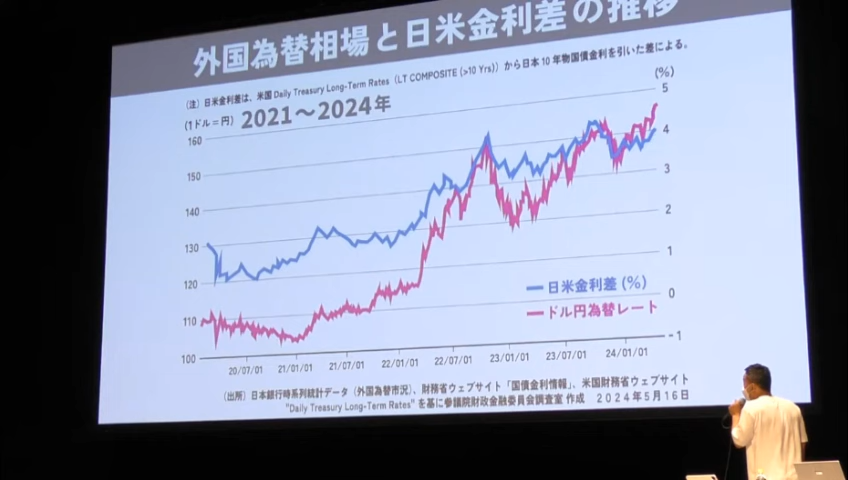 外国為替相場と日米金利差の推移
(注) 日米金利差は、米国 Daily Treasury Long-Term Rates (LT COMPOSITE (>10 Yrs)) から日本10年物国債金利を引いた差による。
(1ドル=円) 2021〜2024年 (%)
160 5
150 4
140 3
130 2
120 1
110 0
100 -1
日米金利差 (%)
ドル円為替レート
20/07/01 21/01/01 21/07/01 22/01/01 22/07/01 23/01/01 23/07/01 24/01/01
(出所) 日本銀行時系列統計データ (外国為替市況)、財務省ウェブサイト「国債金利情報」、米国財務省ウェブサイト
"Daily Treasury Long-Term Rates" を基に参議院財政金融委員会調査室 作成 2024年5月16日